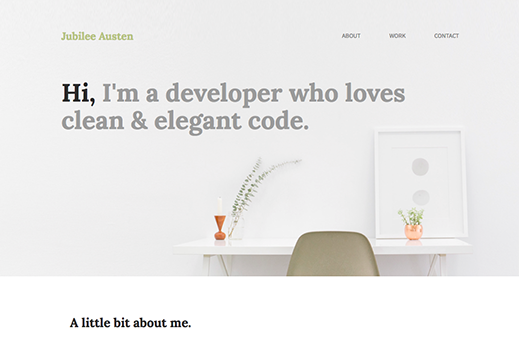 Jubilee Austen
ABOUT WORK CONTACT
Hi, I'm a developer who loves
clean & elegant code.
A little bit about me.